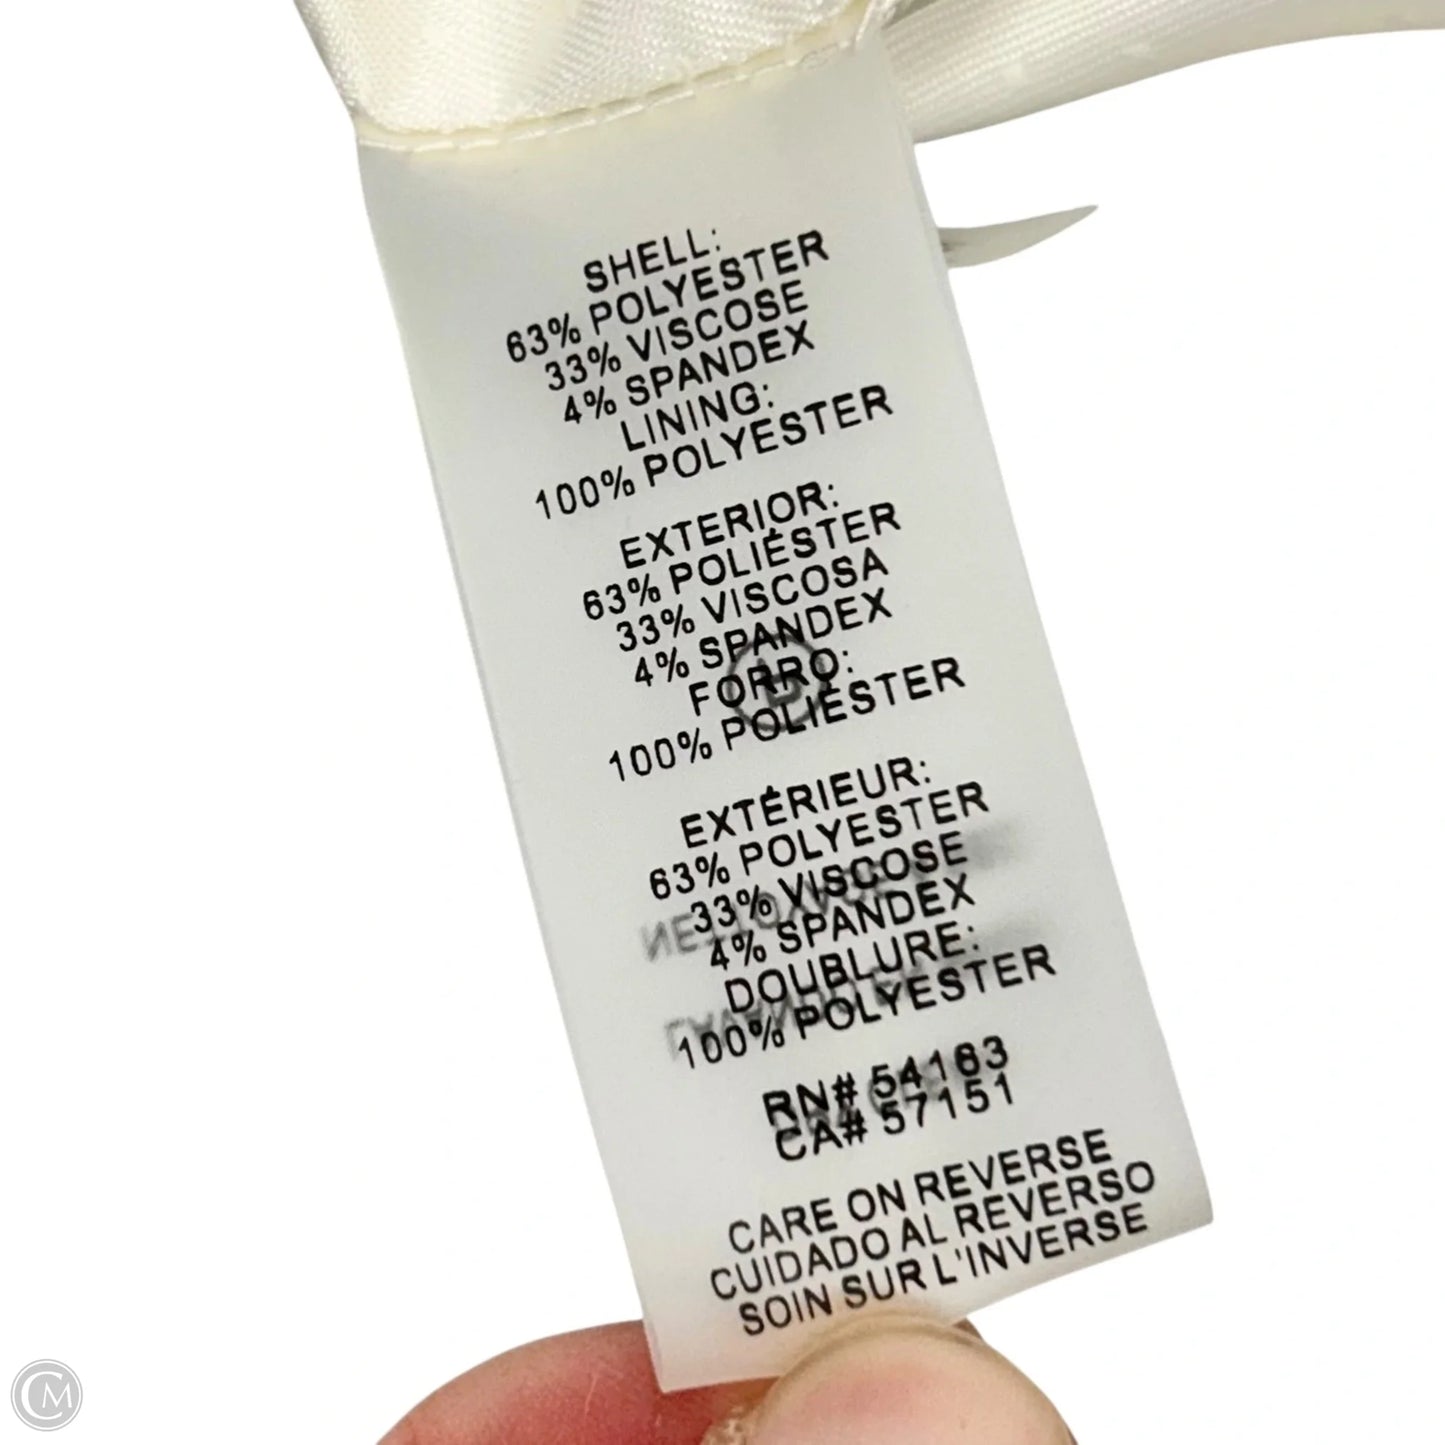 SHELL:
63% POLYESTER
33% VISCOSE
4% SPANDEX
LINING:
100% POLYESTER
EXTERIOR:
63% POLIÉSTER
33% VISCOSA
4% SPANDEX
FORRO:
100% POLIÉSTER
EXTÉRIEUR:
63% POLYESTER
33% VISCOSE
4% SPANDEX
DOUBLURE:
100% POLYESTER
RN# 54163
CA# 57151
CARE ON REVERSE
CUIDADO AL REVERSO
SOIN SUR L'INVERSE
CM